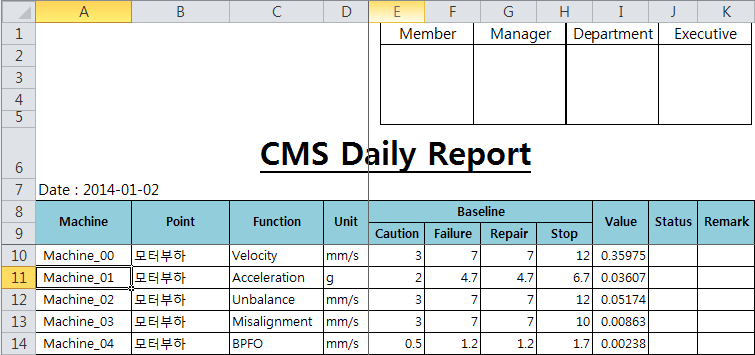 A B C D E F G H I J K
1 Member Manager Department Executive
2
3
4
5
6 CMS Daily Report
7 Date : 2014-01-02
8 Machine Point Function Unit Baseline Value Status Remark
9 Caution Failure Repair Stop
10 Machine_00 모터부하 Velocity mm/s 3 7 7 12 0.35975
11 Machine_01 모터부하 Acceleration g 2 4.7 4.7 6.7 0.03607
12 Machine_02 모터부하 Unbalance mm/s 3 7 7 12 0.05174
13 Machine_03 모터부하 Misalignment mm/s 3 7 7 10 0.00863
14 Machine_04 모터부하 BPFO mm/s 0.5 1.2 1.2 1.7 0.00238